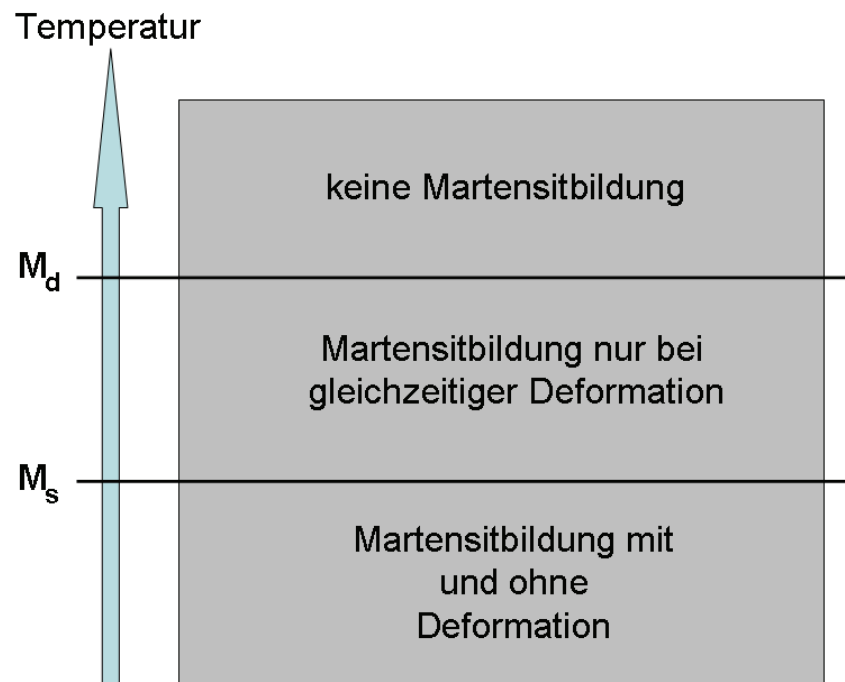 Temperatur
keine Martensitbildung
Md
Martensitbildung nur bei
gleichzeitiger Deformation
Ms
Martensitbildung mit
und ohne
Deformation